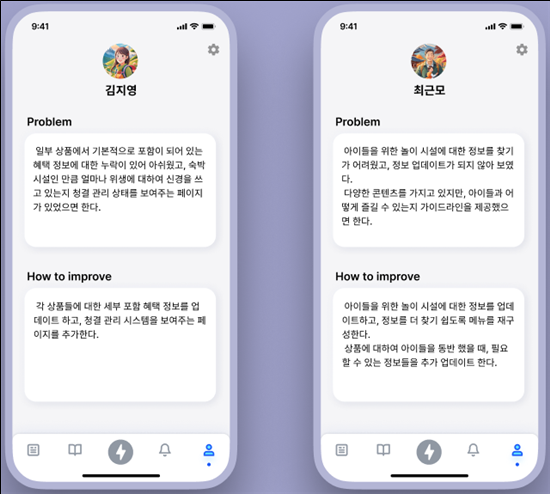 9:41
김지영
Problem
일부 상품에서 기본적으로 포함이 되어 있는
혜택 정보에 대한 누락이 있어 아쉬웠고, 숙박
시설인 만큼 얼마나 위생에 대하여 신경을 쓰
고 있는지 청결 관리 상태를 보여주는 페이지
가 있었으면 한다.
How to improve
각 상품들에 대한 세부 포함 혜택 정보를 업
데이트 하고, 청결 관리 시스템을 보여주는 페
이지를 추가한다.
9:41
최근모
Problem
아이들을 위한 놀이 시설에 대한 정보를 찾기
가 어려웠고, 정보 업데이트가 되지 않아 보였
다.
다양한 콘텐츠를 가지고 있지만, 아이들과 어
떻게 즐길 수 있는지 가이드라인을 제공했으
면 한다.
How to improve
아이들을 위한 놀이 시설에 대한 정보를 업데
이트하고, 정보를 더 찾기 쉽도록 메뉴를 재구
성한다.
상품에 대하여 아이들을 동반 했을 때, 필요
할 수 있는 정보들을 추가 업데이트 한다.